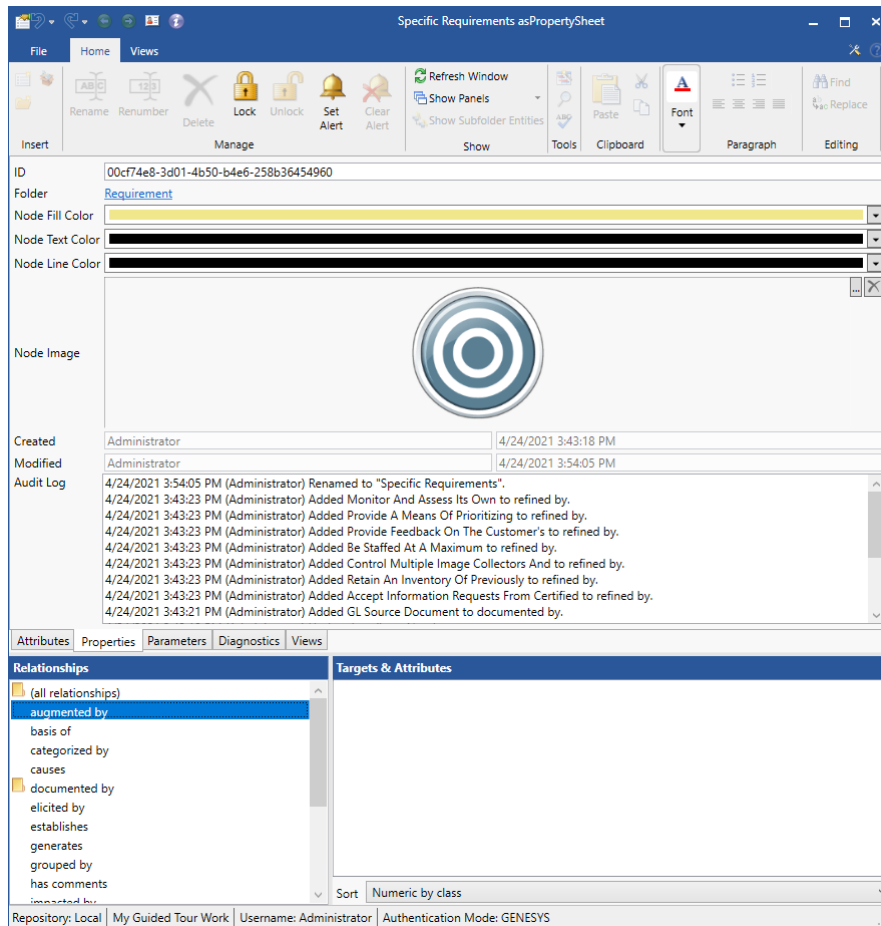 Specific Requirements asPropertySheet
File Home Views
ABC 123
Rename Renumber Delete Lock Unlock Set Alert Clear Alert
Refresh Window
Show Panels
Show Subfolder Entities
ABC
Paste
Font
Find
Replace
Insert Manage Show Tools Clipboard Paragraph Editing
ID 00cf74e8-3d01-4b50-b4e6-258b36454960
Folder Requirement
Node Fill Color
Node Text Color
Node Line Color
...
Node Image
Created Administrator 4/24/2021 3:43:18 PM
Modified Administrator 4/24/2021 3:54:05 PM
Audit Log 4/24/2021 3:54:05 PM (Administrator) Renamed to "Specific Requirements".
4/24/2021 3:43:23 PM (Administrator) Added Monitor And Assess Its Own to refined by.
4/24/2021 3:43:23 PM (Administrator) Added Provide A Means Of Prioritizing to refined by.
4/24/2021 3:43:23 PM (Administrator) Added Provide Feedback On The Customer's to refined by.
4/24/2021 3:43:23 PM (Administrator) Added Be Staffed At A Maximum to refined by.
4/24/2021 3:43:23 PM (Administrator) Added Control Multiple Image Collectors And to refined by.
4/24/2021 3:43:23 PM (Administrator) Added Retain An Inventory Of Previously to refined by.
4/24/2021 3:43:23 PM (Administrator) Added Accept Information Requests From Certified to refined by.
4/24/2021 3:43:21 PM (Administrator) Added GL Source Document to documented by.
Attributes Properties Parameters Diagnostics Views
Relationships Targets & Attributes
(all relationships)
augmented by
basis of
categorized by
causes
documented by
elicited by
establishes
generates
grouped by
has comments
impacted by
Sort Numeric by class
Repository: Local My Guided Tour Work Username: Administrator Authentication Mode: GENESYS